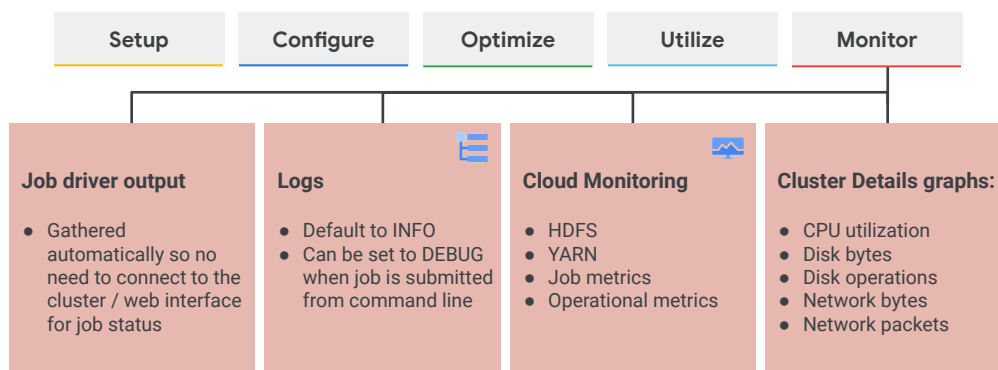 Setup
Configure
Optimize
Utilize
Monitor
Job driver output
● Gathered
automatically so no
need to connect to the
cluster / web interface
for job status
Logs
● Default to INFO
● Can be set to DEBUG
when job is submitted
from command line
Cloud Monitoring
● HDFS
● YARN
● Job metrics
● Operational metrics
Cluster Details graphs:
● CPU utilization
● Disk bytes
● Disk operations
● Network bytes
● Network packets